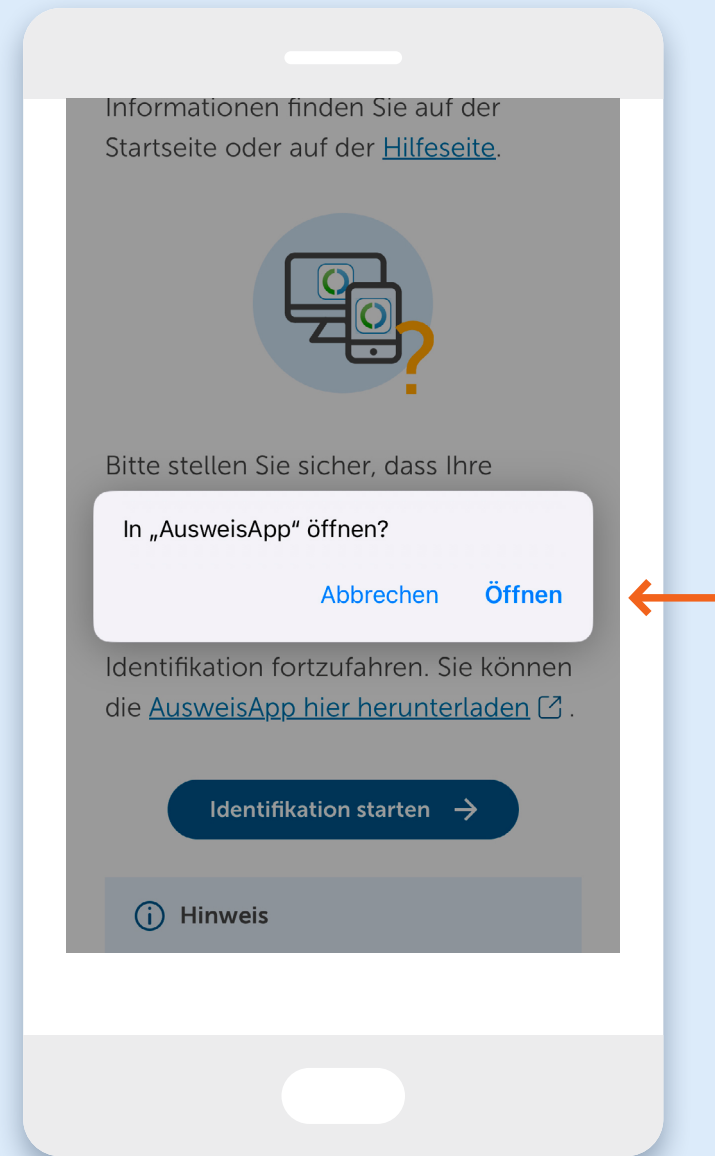 Informationen finden Sie auf der
Startseite oder auf der Hilfeseite.
?
Bitte stellen Sie sicher, dass Ihre
In „AusweisApp“ öffnen?
Abbrechen Öffnen
Identifikation fortzufahren. Sie können
die AusweisApp hier herunterladen .
Identifikation starten →
Hinweis